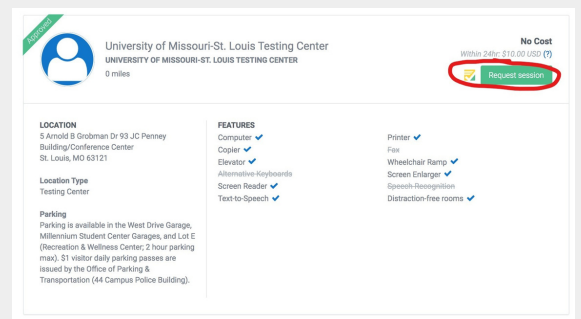 Approved
University of Missouri-St. Louis Testing Center
UNIVERSITY OF MISSOURI-ST. LOUIS TESTING CENTER
0 miles
No Cost
Within 24hr: $10.00 USD (?)
Request session
LOCATION
5 Arnold B Grobman Dr 93 JC Penney
Building/Conference Center
St. Louis, MO 63121
Location Type
Testing Center
Parking
Parking is available in the West Drive Garage,
Millennium Student Center Garages, and Lot E
(Recreation & Wellness Center; 2 hour parking
max). $1 visitor daily parking passes are
issued by the Office of Parking &
Transportation (44 Campus Police Building).
FEATURES
Computer ✔
Copier ✔
Elevator ✔
Alternative Keyboards
Screen Reader ✔
Text-to-Speech ✔
Printer ✔
Fax
Wheelchair Ramp ✔
Screen Enlarger ✔
Speech Recognition
Distraction-free rooms ✔